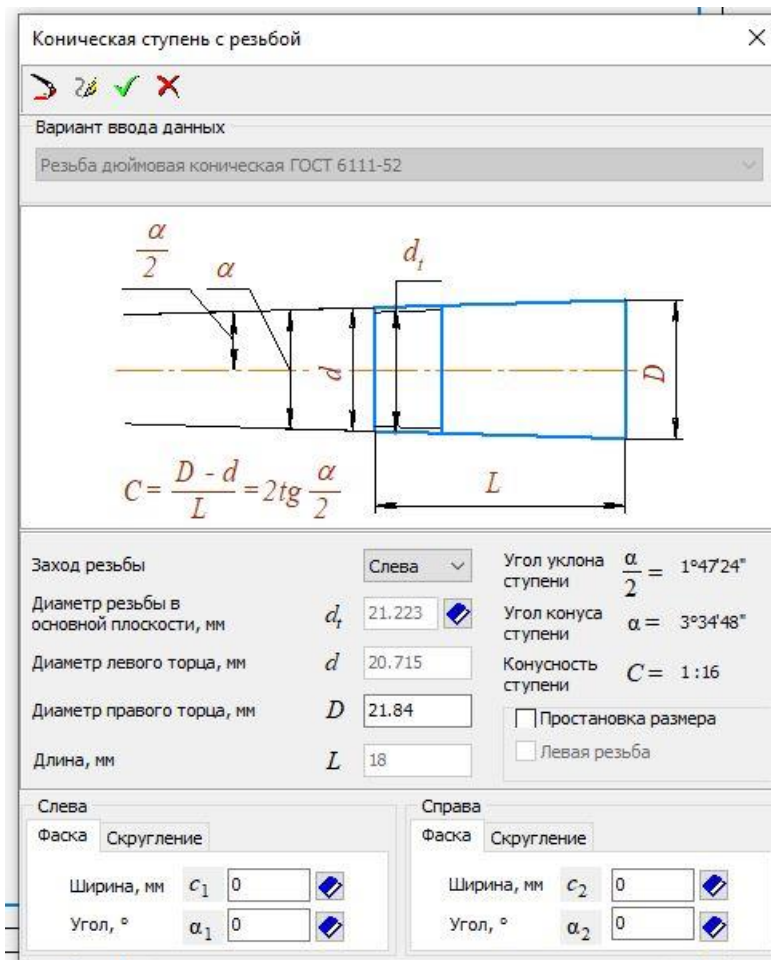 Коническая ступень с резьбой
Вариант ввода данных
Резьба дюймовая коническая ГОСТ 6111-52
α/2
α
d_t
d
D
L
C = (D - d)/L = 2tg α/2
Заход резьбы Слева
Диаметр резьбы в
основной плоскости, мм d_t 21.223
Диаметр левого торца, мм d 20.715
Диаметр правого торца, мм D 21.84
Длина, мм L 18
Угол уклона
ступени α/2 = 1°47'24"
Угол конуса
ступени α = 3°34'48"
Конусность
ступени C = 1:16
Простановка размера
Левая резьба
Слева
Фаска Скругление
Ширина, мм c1 0
Угол, ° α1 0
Справа
Фаска Скругление
Ширина, мм c2 0
Угол, ° α2 0